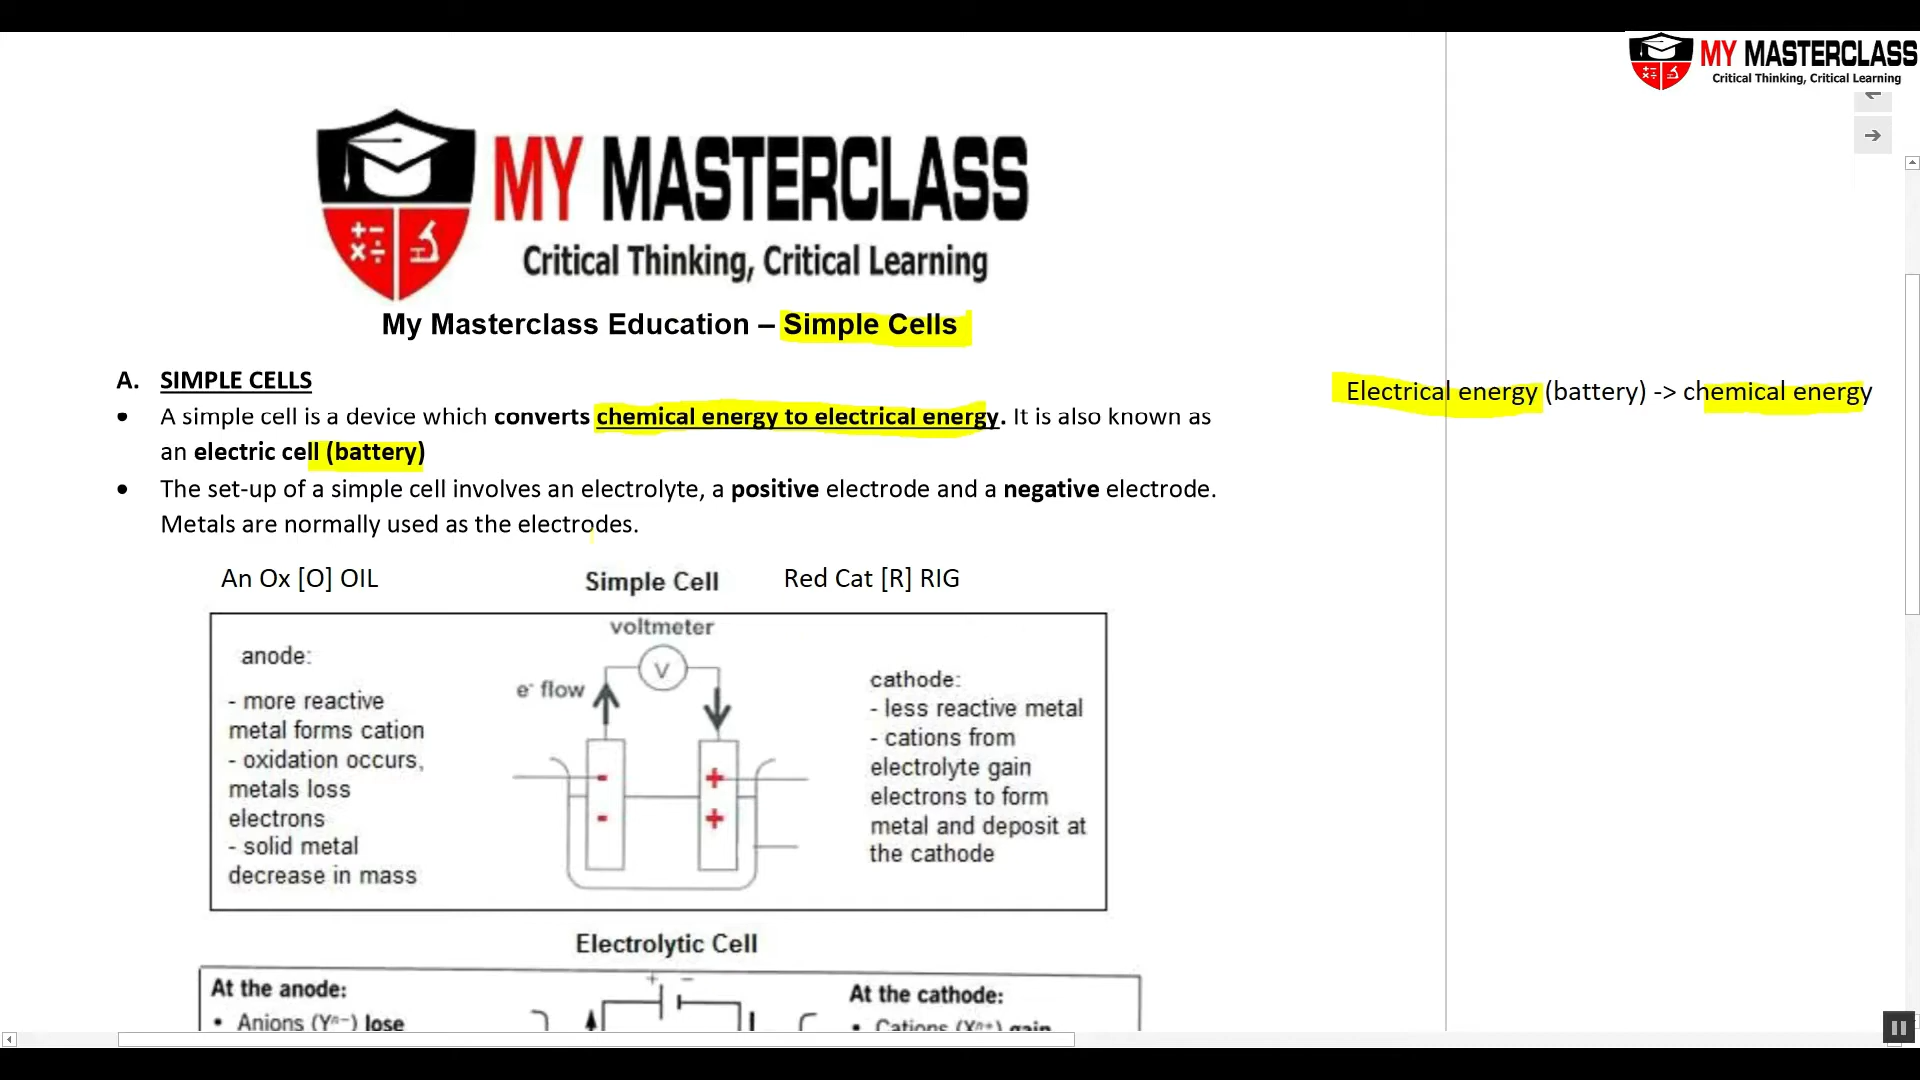 MY MASTERCLASS
Critical Thinking, Critical Learning
MY MASTERCLASS
Critical Thinking, Critical Learning
My Masterclass Education – Simple Cells
A. SIMPLE CELLS
• A simple cell is a device which converts chemical energy to electrical energy. It is also known as
an electric cell (battery)
Electrical energy (battery) -> chemical energy
• The set-up of a simple cell involves an electrolyte, a positive electrode and a negative electrode.
Metals are normally used as the electrodes.
An Ox [O] OIL
Simple Cell
Red Cat [R] RIG
voltmeter
V
e⁻ flow
anode:
- more reactive
metal forms cation
- oxidation occurs,
metals loss
electrons
- solid metal
decrease in mass
- +
- +
cathode:
- less reactive metal
- cations from
electrolyte gain
electrons to form
metal and deposit at
the cathode
Electrolytic Cell
At the anode:
• Anions (Yⁿ⁻) lose
+ −
At the cathode:
• Cations (Xⁿ⁺) gain